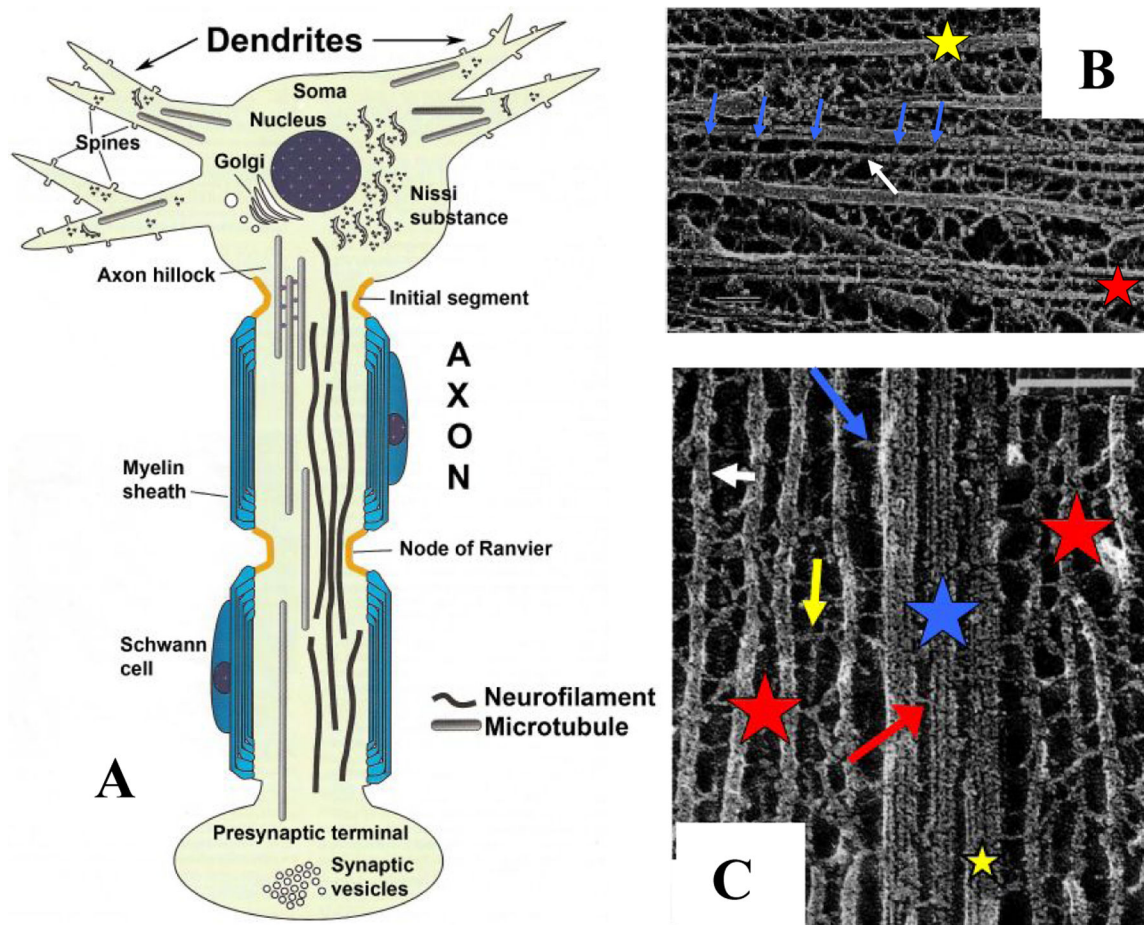 Dendrites
Soma
Nucleus
Spines
Golgi
Nissi
substance
Axon hillock
Initial segment
A
X
O
N
Myelin
sheath
Node of Ranvier
Schwann
cell
Neurofilament
Microtubule
A
Presynaptic terminal
Synaptic
vesicles
B
C